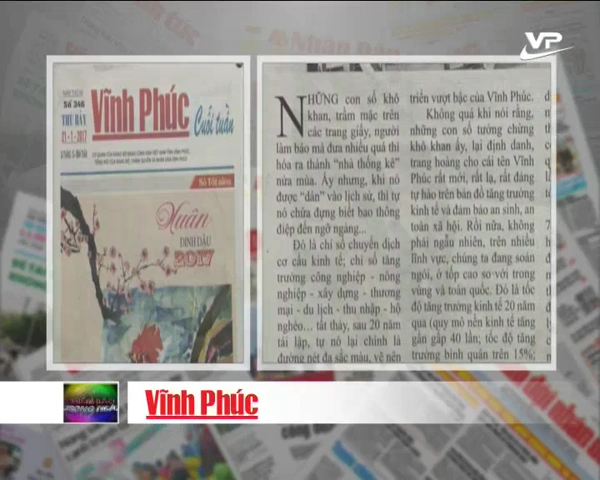 VP
Số 246
THỨ BẢY
21-1-2017
Vĩnh Phúc
Cuối tuần
Số Tết năm
Xuân
ĐINH DẬU
2017
NHỮNG con số khô
khan, trầm mặc trên
các trang giấy, người
làm báo mà đưa nhiều quá thì
hóa ra thành "nhà thống kê"
nửa mùa. Ấy nhưng, khi nó
được "dán" vào lịch sử, thì tự
nó chứa đựng biết bao thông
điệp đến ngỡ ngàng...
Đó là chỉ số chuyển dịch
cơ cấu kinh tế; chỉ số tăng
trưởng công nghiệp - nông
nghiệp - xây dựng - thương
mại - du lịch - thu nhập - hộ
nghèo... tất thảy, sau 20 năm
tái lập, tự nó lại chính là
đường nét đa sắc màu, vẽ nên
triển vượt bậc của Vĩnh Phúc.
Không quá khi nói rằng,
những con số tưởng chừng
khô khan ấy, lại định danh,
trang hoàng cho cái tên Vĩnh
Phúc rất mới, rất lạ, rất đáng
tự hào trên bản đồ tăng trưởng
kinh tế và đảm bảo an sinh, an
toàn xã hội. Rồi nữa, không
phải ngẫu nhiên, trên nhiều
lĩnh vực, chúng ta đang soán
ngôi, ở tốp cao so với trong
vùng và toàn quốc. Đó là tốc
độ tăng trưởng kinh tế 20 năm
qua (quy mô nền kinh tế tăng
gần gấp 40 lần; tốc độ tăng
trưởng bình quân trên 15%;
Vĩnh Phúc